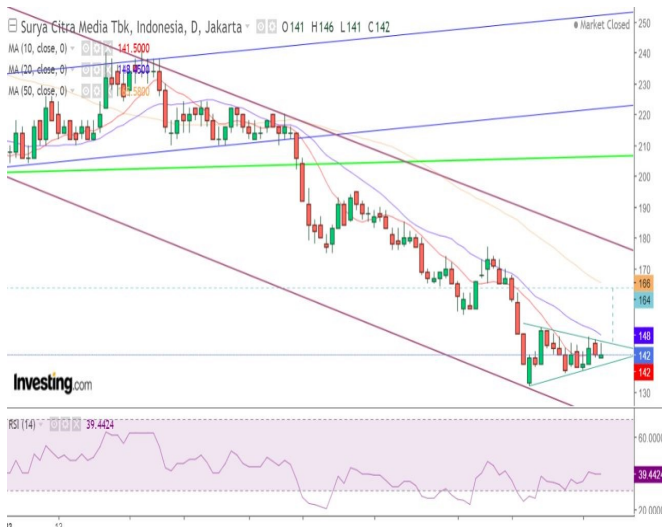 Surya Citra Media Tbk, Indonesia, D, Jakarta O141 H146 L141 C142
Market Closed
MA (10, close, 0) 141.5000
MA (20, close, 0)
MA (50, close, 0)
250
240
230
220
210
200
190
180
170
166
164
148
142
142
130
Investing.com
RSI (14) 39.4424
60.0000
39.4424
20.0000